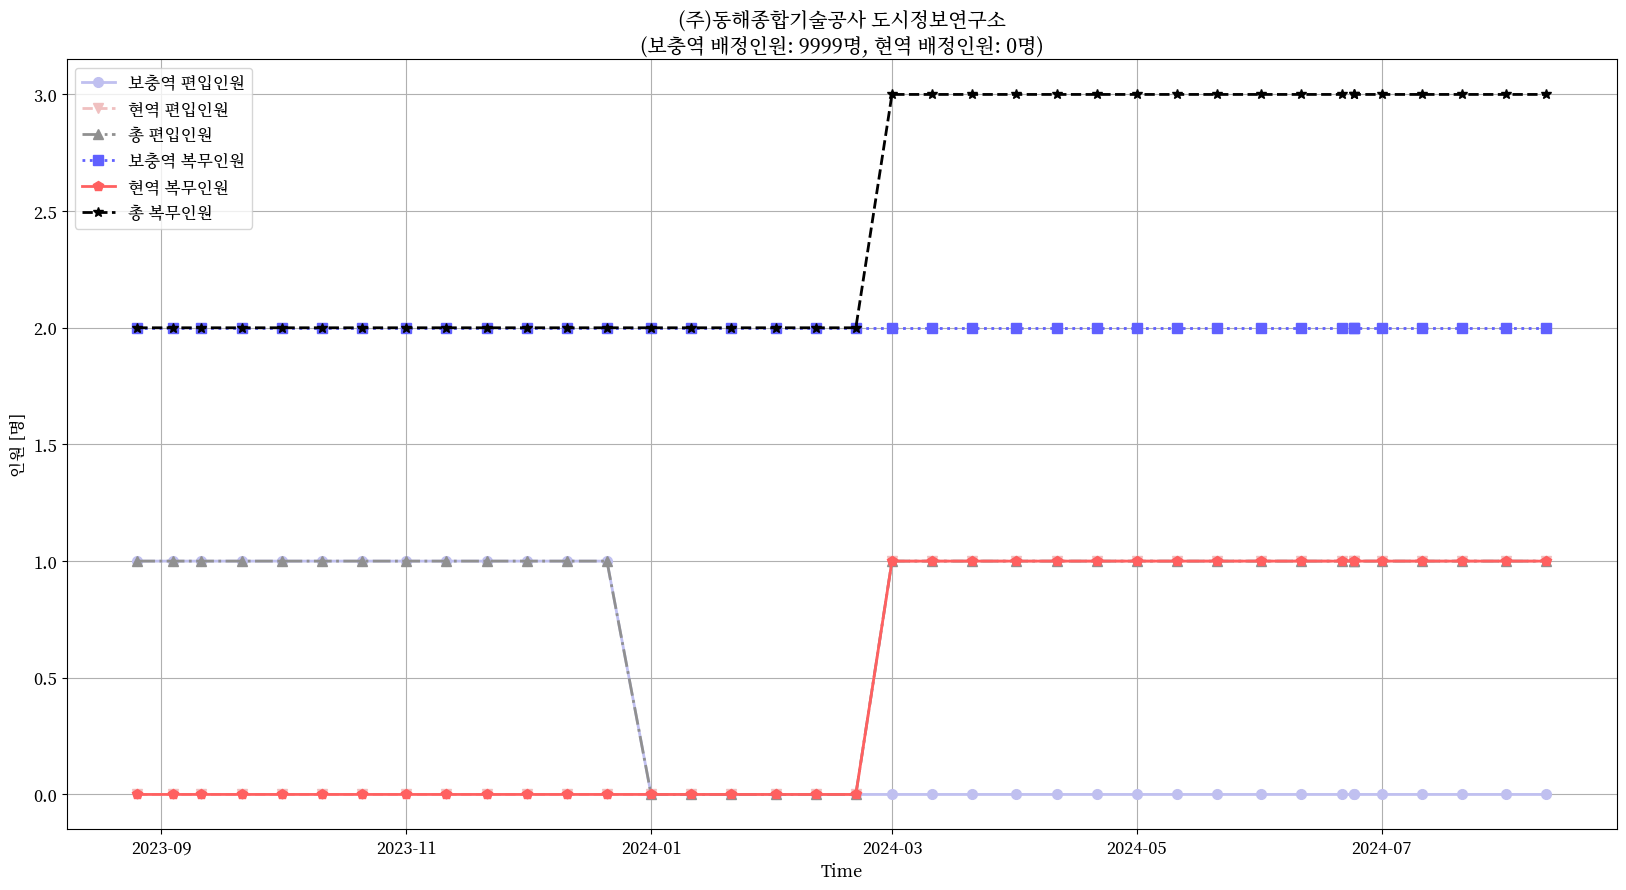 (주)동해종합기술공사 도시정보연구소
(보충역 배정인원: 9999명, 현역 배정인원: 0명)
보충역 편입인원
현역 편입인원
총 편입인원
보충역 복무인원
현역 복무인원
총 복무인원
3.0
2.5
2.0
1.5
1.0
0.5
0.0
인원 [명]
2023-09
2023-11
2024-01
2024-03
2024-05
2024-07
Time